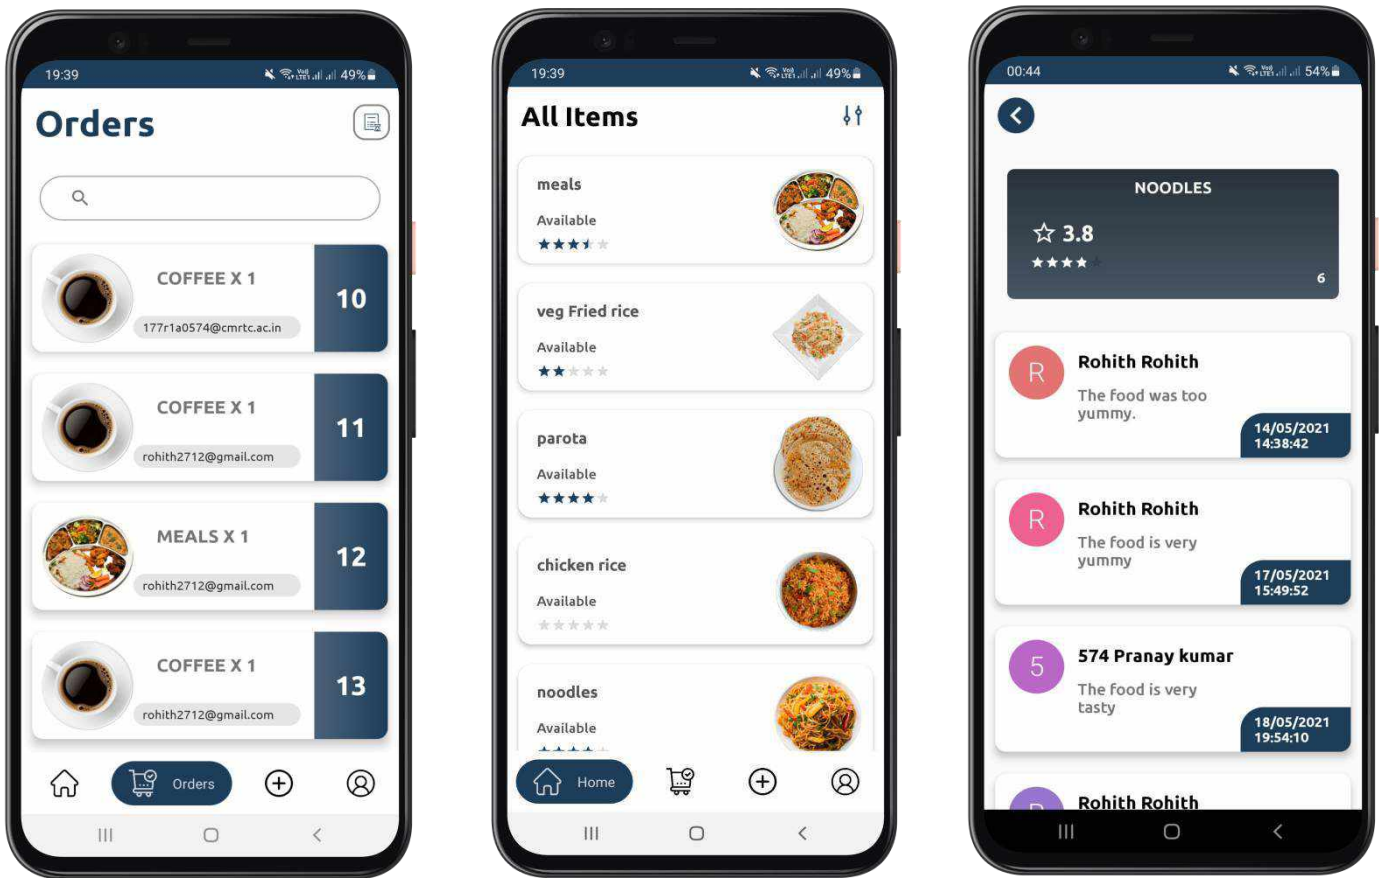 19:39
49%
Orders
COFFEE X 1
10
177r1a0574@cmrtc.ac.in
COFFEE X 1
11
rohith2712@gmail.com
MEALS X 1
12
rohith2712@gmail.com
COFFEE X 1
13
rohith2712@gmail.com
Orders
19:39
49%
All Items
meals
Available
veg Fried rice
Available
parota
Available
chicken rice
Available
noodles
Available
Home
00:44
54%
NOODLES
3.8
6
R
Rohith Rohith
The food was too
yummy.
14/05/2021
14:38:42
R
Rohith Rohith
The food is very
yummy
17/05/2021
15:49:52
5
574 Pranay kumar
The food is very
tasty
18/05/2021
19:54:10
Rohith Rohith